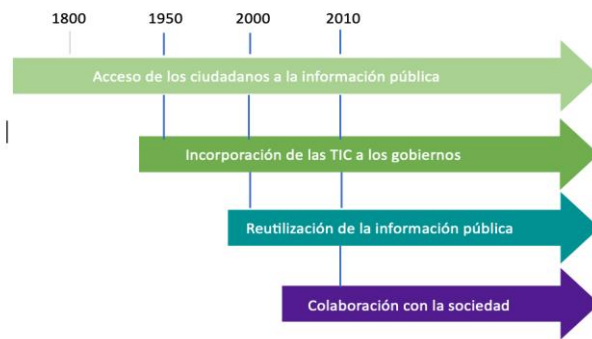 1800 1950 2000 2010
Acceso de los ciudadanos a la información pública
Incorporación de las TIC a los gobiernos
Reutilización de la información pública
Colaboración con la sociedad